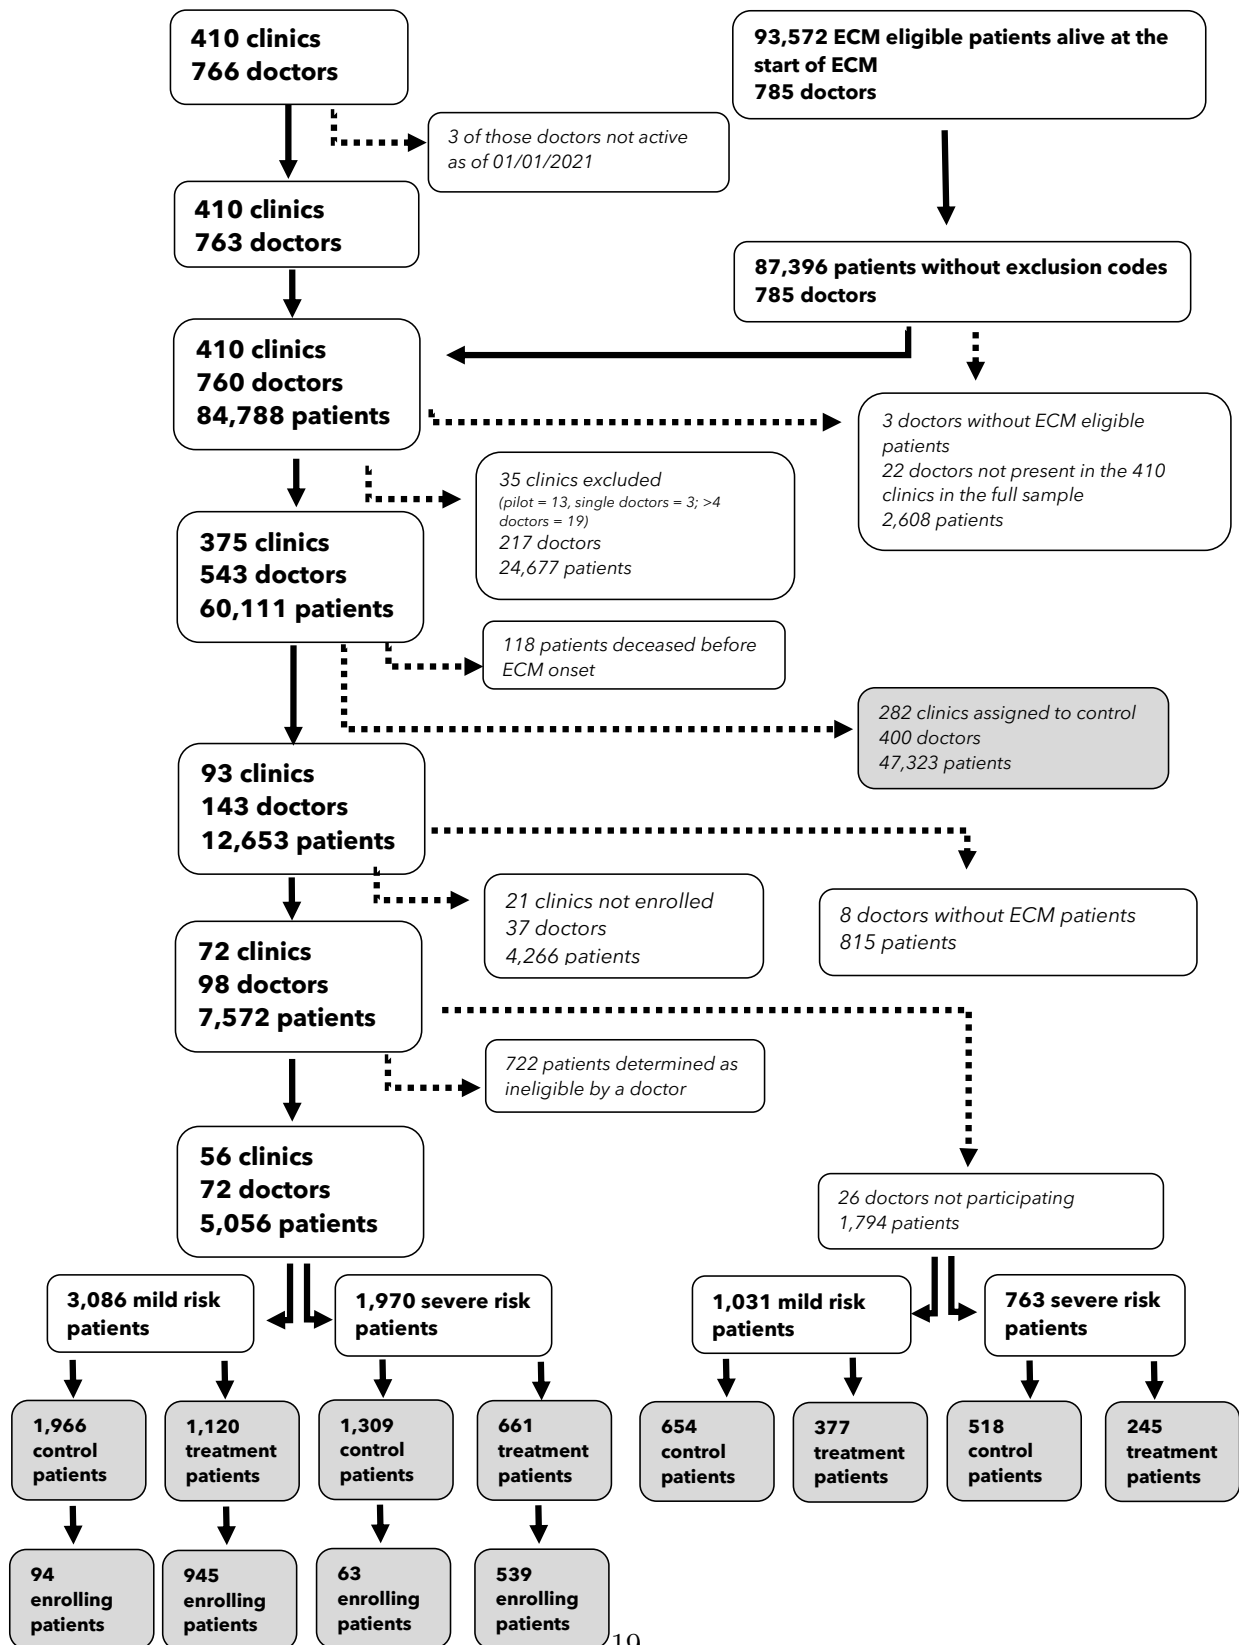 410 clinics
766 doctors
93,572 ECM eligible patients alive at the
start of ECM
785 doctors
3 of those doctors not active
as of 01/01/2021
410 clinics
763 doctors
87,396 patients without exclusion codes
785 doctors
410 clinics
760 doctors
84,788 patients
3 doctors without ECM eligible
patients
22 doctors not present in the 410
clinics in the full sample
2,608 patients
35 clinics excluded
(pilot = 13, single doctors = 3; >4
doctors = 19)
217 doctors
24,677 patients
375 clinics
543 doctors
60,111 patients
118 patients deceased before
ECM onset
282 clinics assigned to control
400 doctors
47,323 patients
93 clinics
143 doctors
12,653 patients
21 clinics not enrolled
37 doctors
4,266 patients
8 doctors without ECM patients
815 patients
72 clinics
98 doctors
7,572 patients
722 patients determined as
ineligible by a doctor
56 clinics
72 doctors
5,056 patients
26 doctors not participating
1,794 patients
3,086 mild risk
patients
1,970 severe risk
patients
1,031 mild risk
patients
763 severe risk
patients
1,966
control
patients
1,120
treatment
patients
1,309
control
patients
661
treatment
patients
654
control
patients
377
treatment
patients
518
control
patients
245
treatment
patients
94
enrolling
patients
945
enrolling
patients
63
enrolling
patients
539
enrolling
patients
19